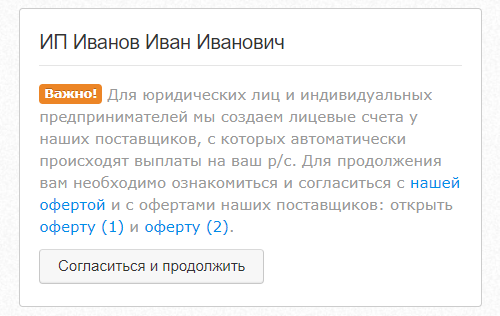 ИП Иванов Иван Иванович
Важно! Для юридических лиц и индивидуальных
предпринимателей мы создаем лицевые счета у
наших поставщиков, с которых автоматически
происходят выплаты на ваш р/с. Для продолжения
вам необходимо ознакомиться и согласиться с нашей
офертой и с офертами наших поставщиков: открыть
оферту (1) и оферту (2).
Согласиться и продолжить